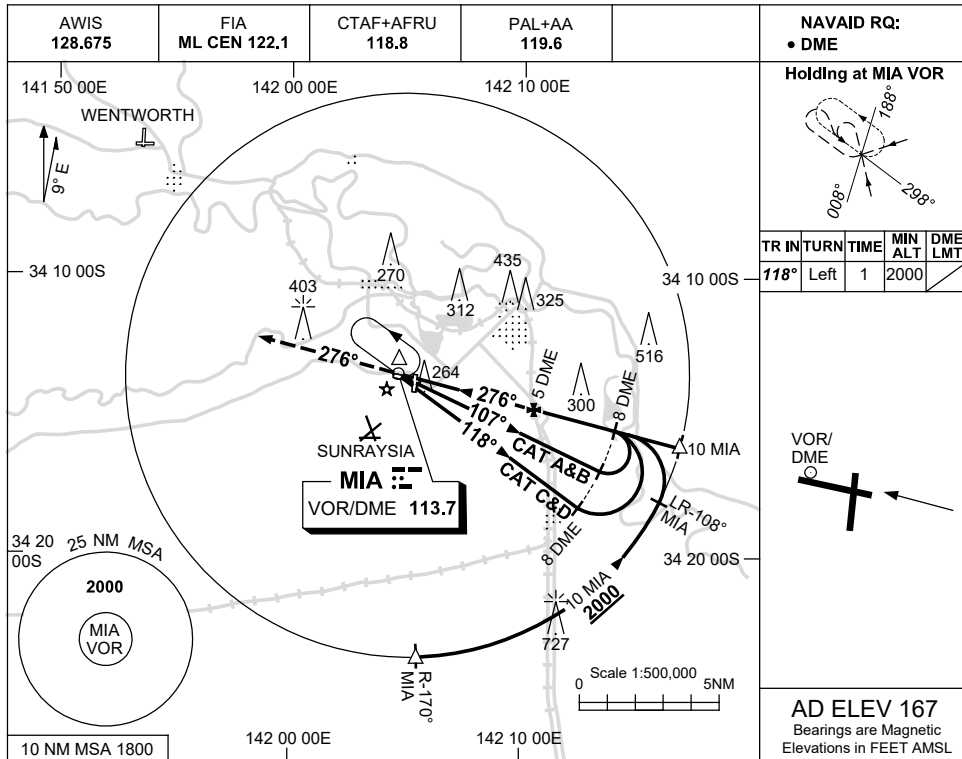 AWIS
128.675
FIA
ML CEN 122.1
CTAF+AFRU
118.8
PAL+AA
119.6
NAVAID RQ:
• DME
141 50 00E
142 00 00E
142 10 00E
WENTWORTH
9° E
Holding at MIA VOR
188°
008°
298°
TR IN TURN TIME MIN ALT DME LMT
118° Left 1 2000
34 10 00S
34 10 00S
403
270
312
435
325
516
300
264
276°
276°
107°
118°
5 DME
8 DME
CAT A&B
CAT C&D
8 DME
10 MIA
LR-108°
MIA
SUNRAYSIA
MIA
VOR/DME 113.7
VOR/
DME
34 20
00S
34 20 00S
25 NM MSA
2000
MIA
VOR
10 MIA
2000
727
R-170°
MIA
Scale 1:500,000
0 5NM
10 NM MSA 1800
142 00 00E
142 10 00E
AD ELEV 167
Bearings are Magnetic
Elevations in FEET AMSL